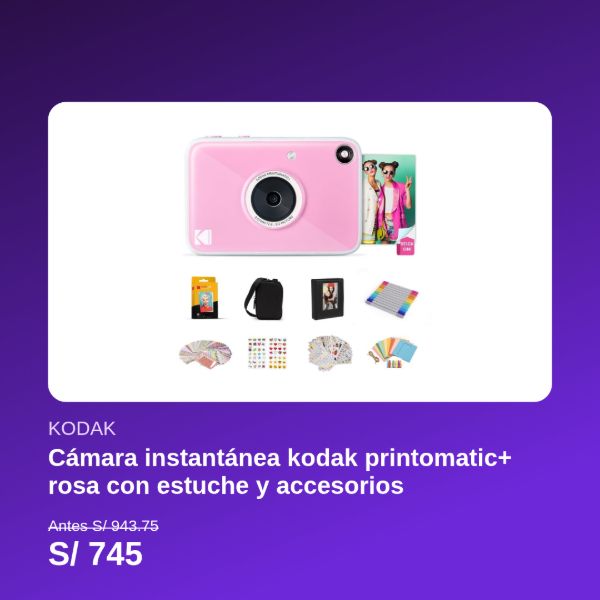 KODAK
Cámara instantánea kodak printomatic+
rosa con estuche y accesorios
Antes S/ 943.75
S/ 745